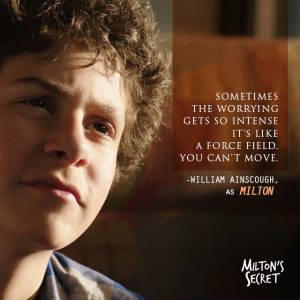 SOMETIMES
THE WORRYING
GETS SO INTENSE
IT'S LIKE
A FORCE FIELD.
YOU CAN'T MOVE.
-WILLIAM AINSCOUGH,
AS MILTON
MILTON'S
SECRET